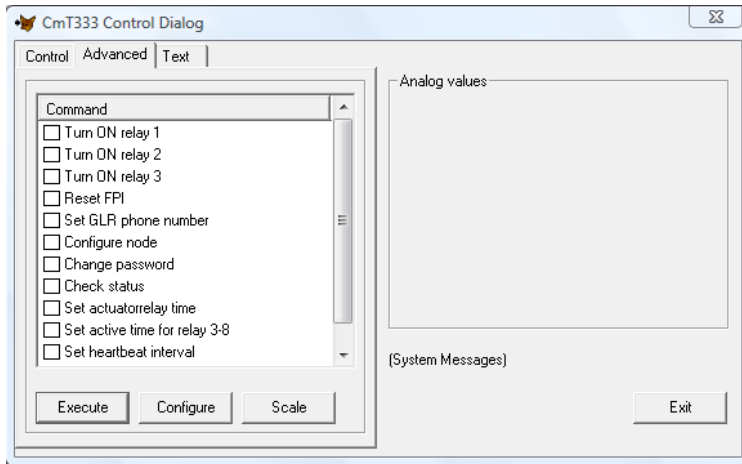 CmT333 Control Dialog
Control Advanced Text
Command
Turn ON relay 1
Turn ON relay 2
Turn ON relay 3
Reset FPI
Set GLR phone number
Configure node
Change password
Check status
Set actuatorrelay time
Set active time for relay 3-8
Set heartbeat interval
Execute Configure Scale
Analog values
(System Messages)
Exit